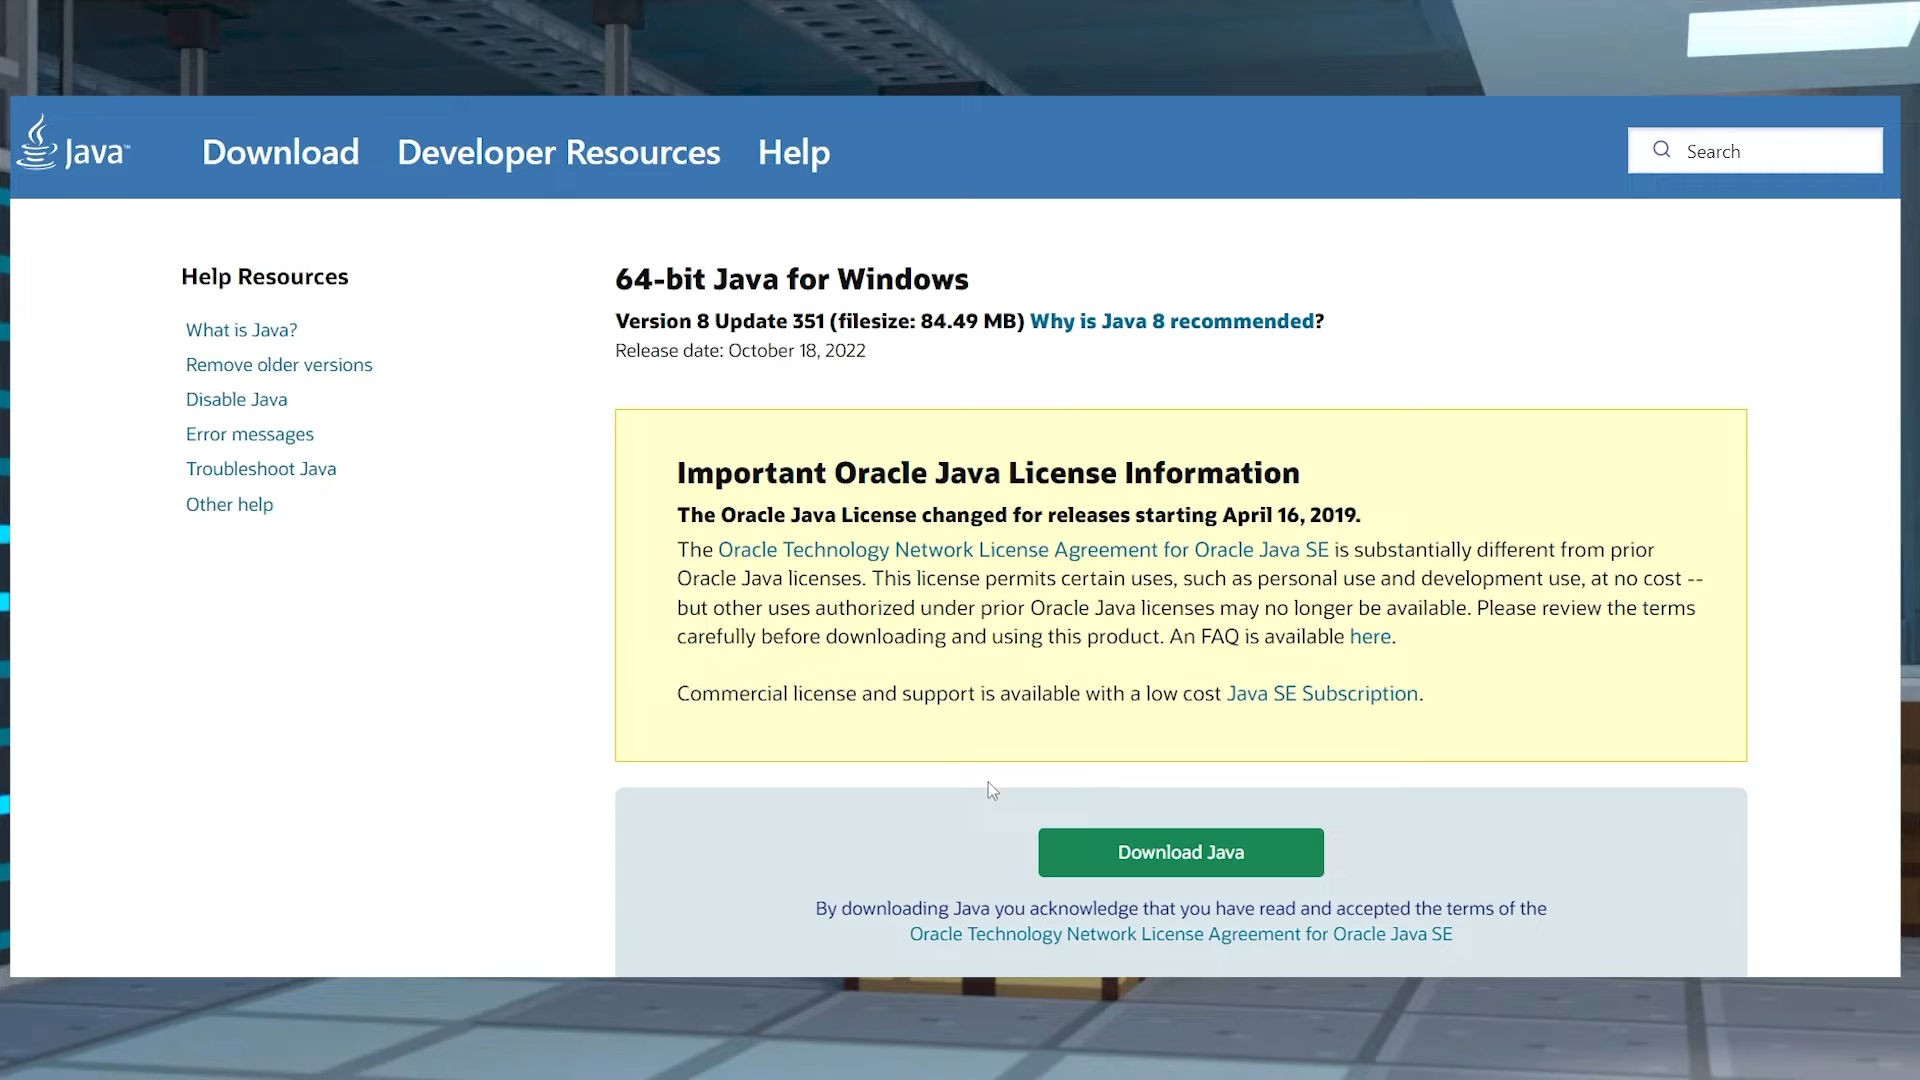 Java™
Download
Developer Resources
Help
Search
Help Resources
What is Java?
Remove older versions
Disable Java
Error messages
Troubleshoot Java
Other help
64-bit Java for Windows
Version 8 Update 351 (filesize: 84.49 MB) Why is Java 8 recommended?
Release date: October 18, 2022
Important Oracle Java License Information
The Oracle Java License changed for releases starting April 16, 2019.
The Oracle Technology Network License Agreement for Oracle Java SE is substantially different from prior
Oracle Java licenses. This license permits certain uses, such as personal use and development use, at no cost --
but other uses authorized under prior Oracle Java licenses may no longer be available. Please review the terms
carefully before downloading and using this product. An FAQ is available here.
Commercial license and support is available with a low cost Java SE Subscription.
Download Java
By downloading Java you acknowledge that you have read and accepted the terms of the
Oracle Technology Network License Agreement for Oracle Java SE